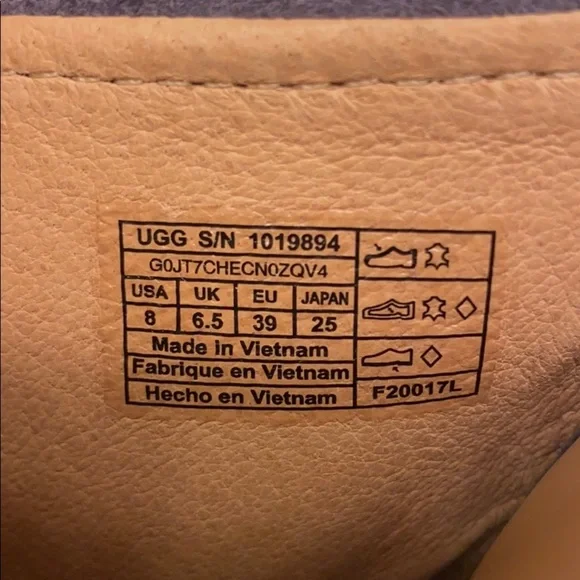 UGG S/N 1019894
G0JT7CHECN0ZQV4
USA UK EU JAPAN
8 6.5 39 25
Made in Vietnam
Fabrique en Vietnam
Hecho en Vietnam
F20017L